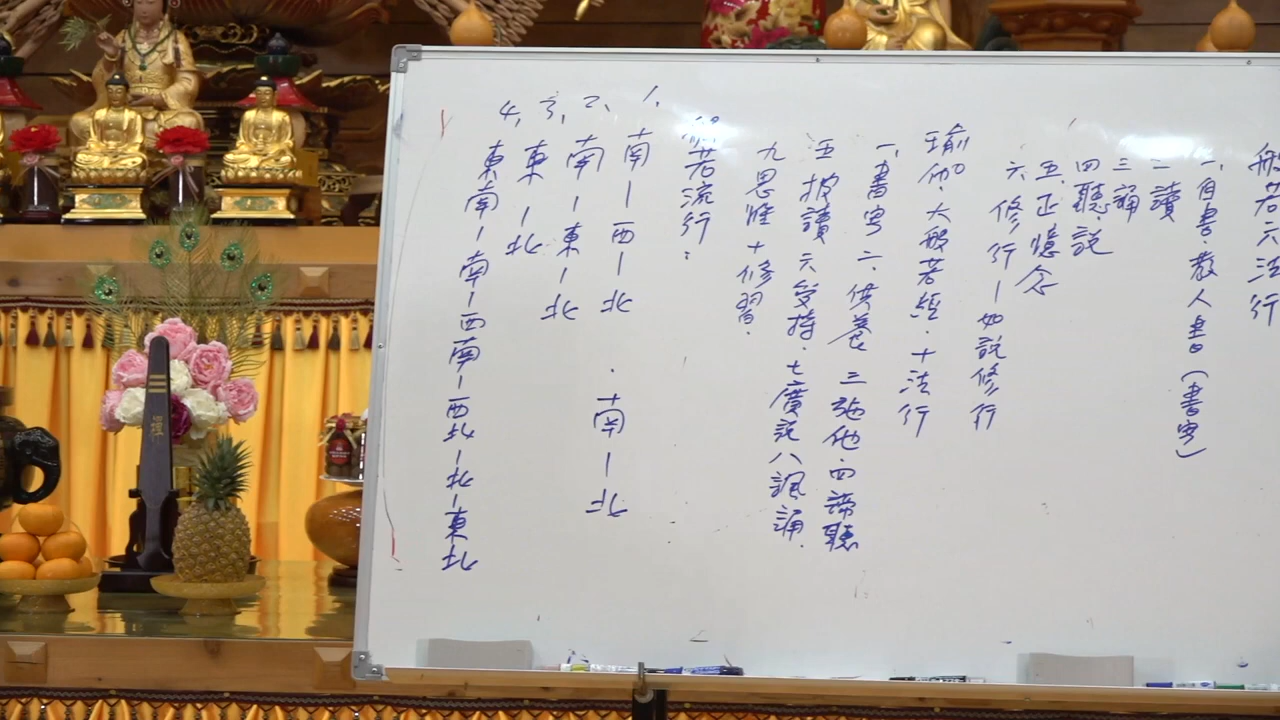 般若六法行
一、自書、教人書(書寫)
二讀
三誦
四聽、說
五、正憶念
六、修行—如說修行
瑜伽、大般若經、十法行
一、書寫二、供養三施他、四諦聽
五披讀六受持、七廣說八諷誦、
九思惟十修習、
般若流行:
1、南—西—北.南—北
2、南—東—北
3、東—北
4、東南—南—西南—西北—北—東北